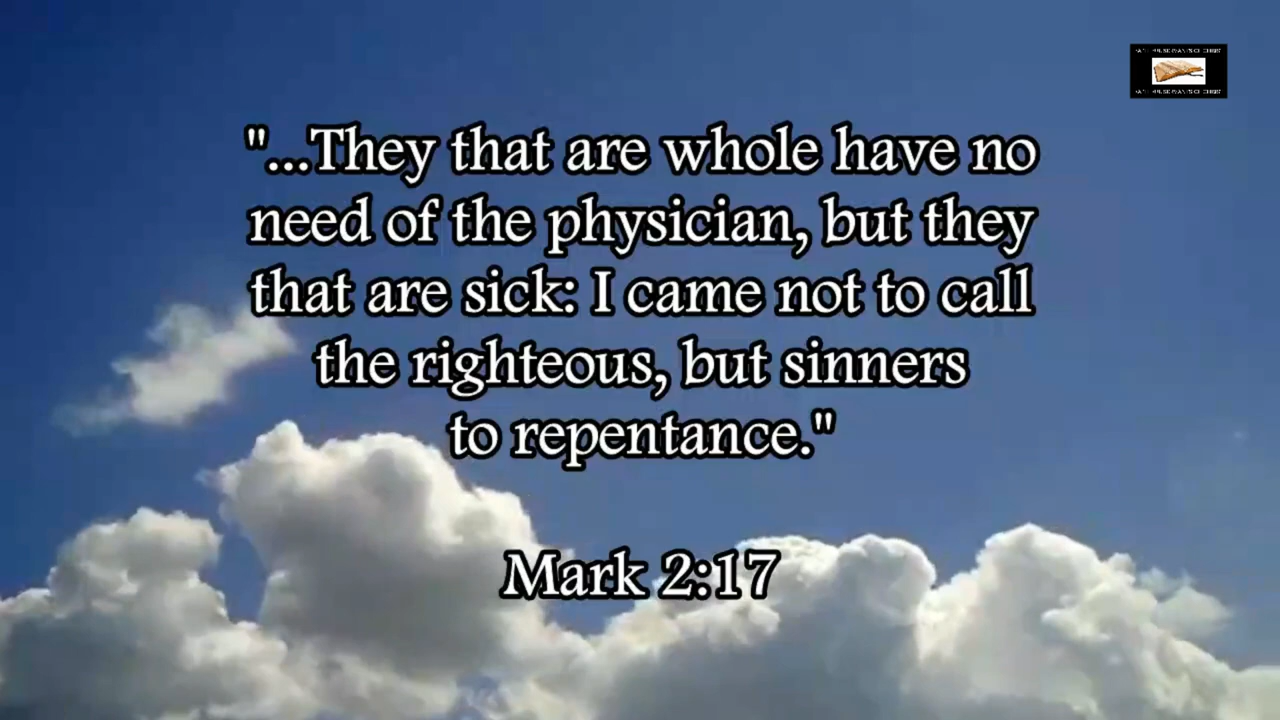 "...They that are whole have no
need of the physician, but they
that are sick: I came not to call
the righteous, but sinners
to repentance."
Mark 2:17